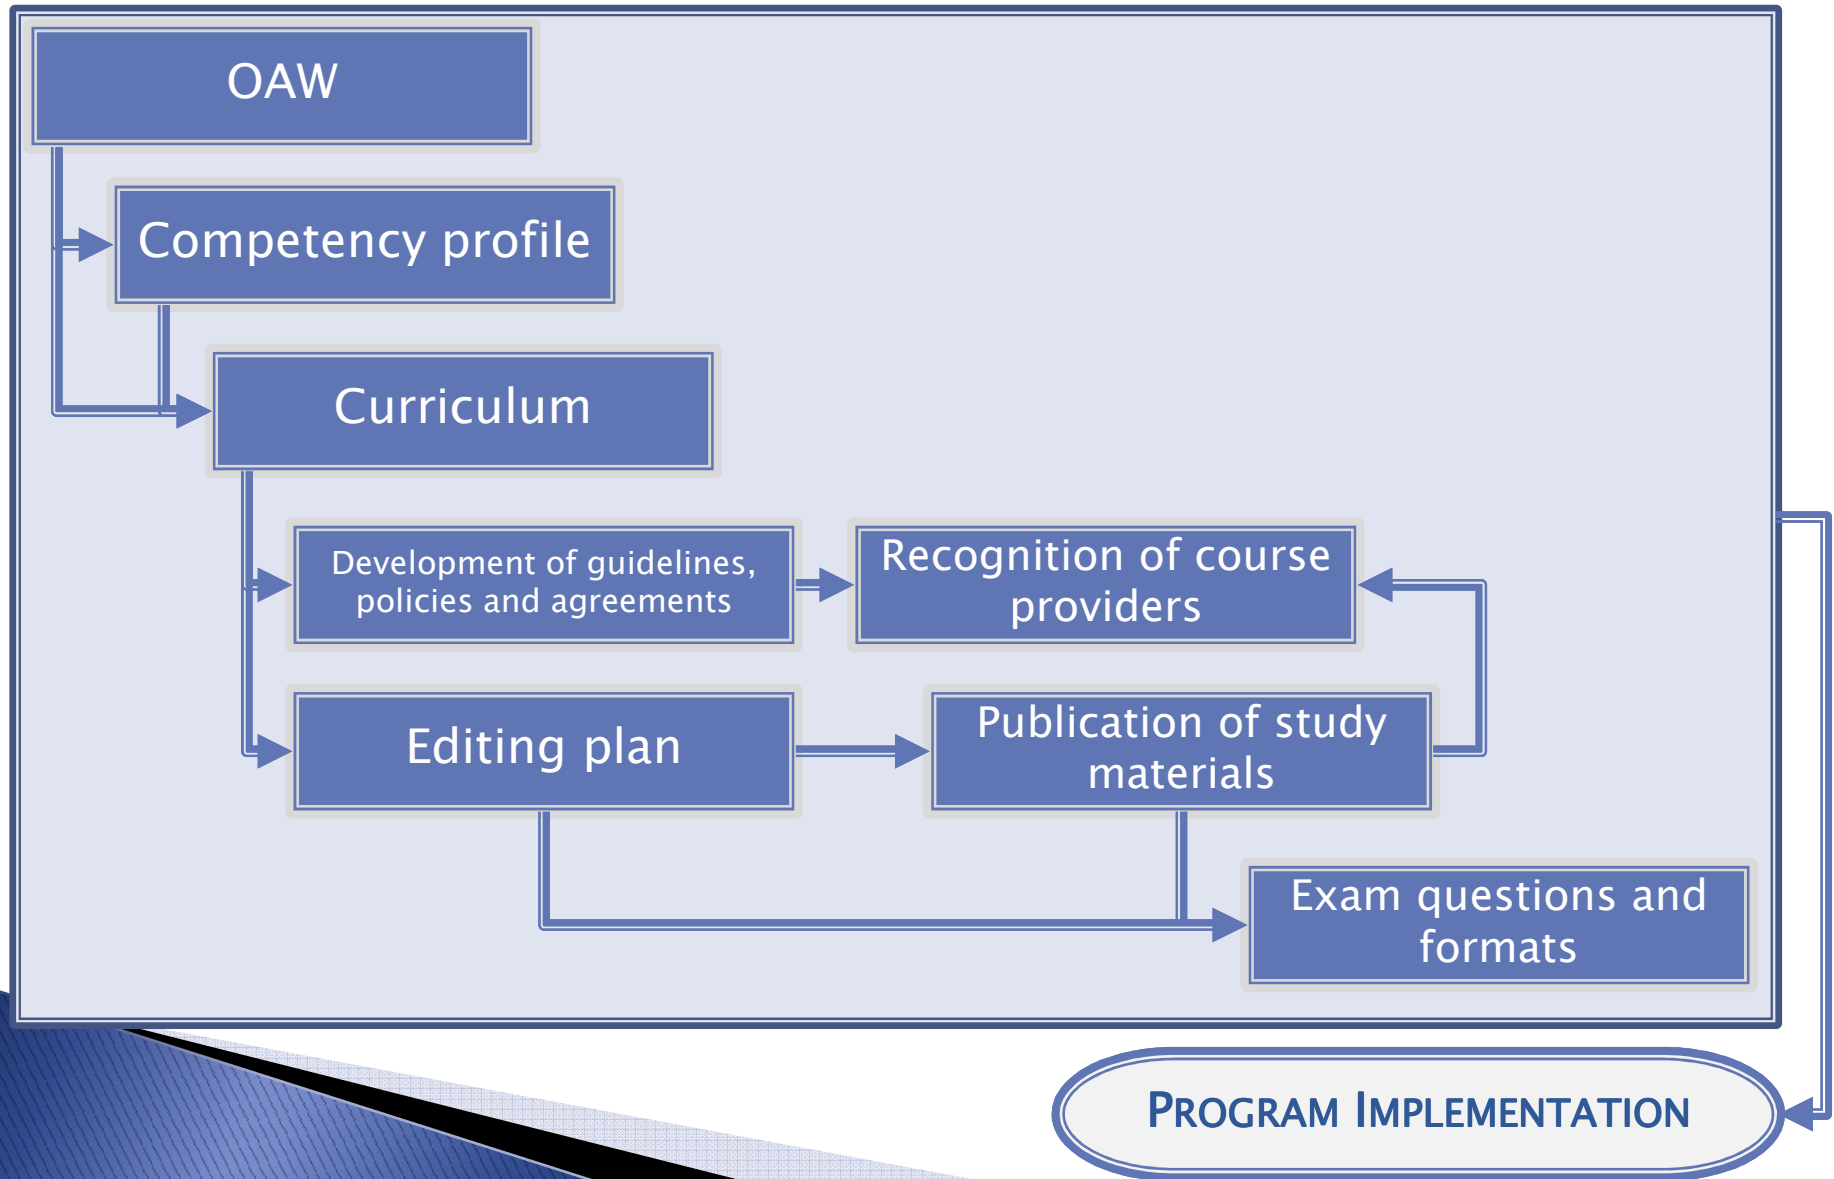 OAW
Competency profile
Curriculum
Development of guidelines,
policies and agreements
Recognition of course
providers
Editing plan
Publication of study
materials
Exam questions and
formats
PROGRAM IMPLEMENTATION